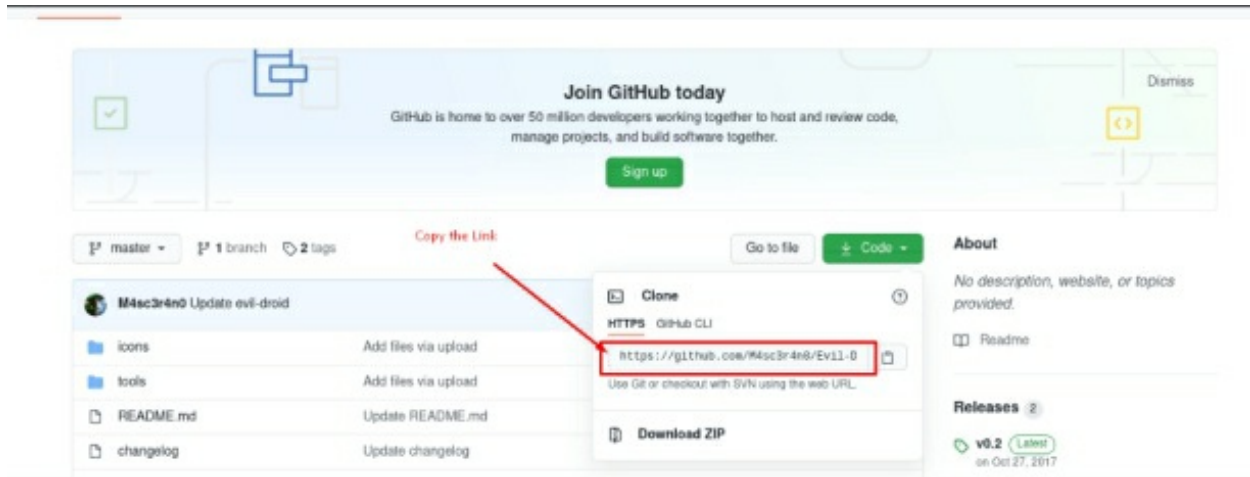 Join GitHub today
Dismiss
GitHub is home to over 50 million developers working together to host and review code,
manage projects, and build software together.
Sign up
Copy the Link
master
1 branch
2 tags
Go to file
Code
About
No description, website, or topics
provided.
Readme
M4sc3r4n0 Update evil-droid
Clone
HTTPS GitHub CLI
https://github.com/M4sc3r4n0/Evil-D
Use Git or checkout with SVN using the web URL.
Download ZIP
icons Add files via upload
tools Add files via upload
README.md Update README.md
changelog Update changelog
Releases 2
v0.2 Latest
on Oct 27, 2017